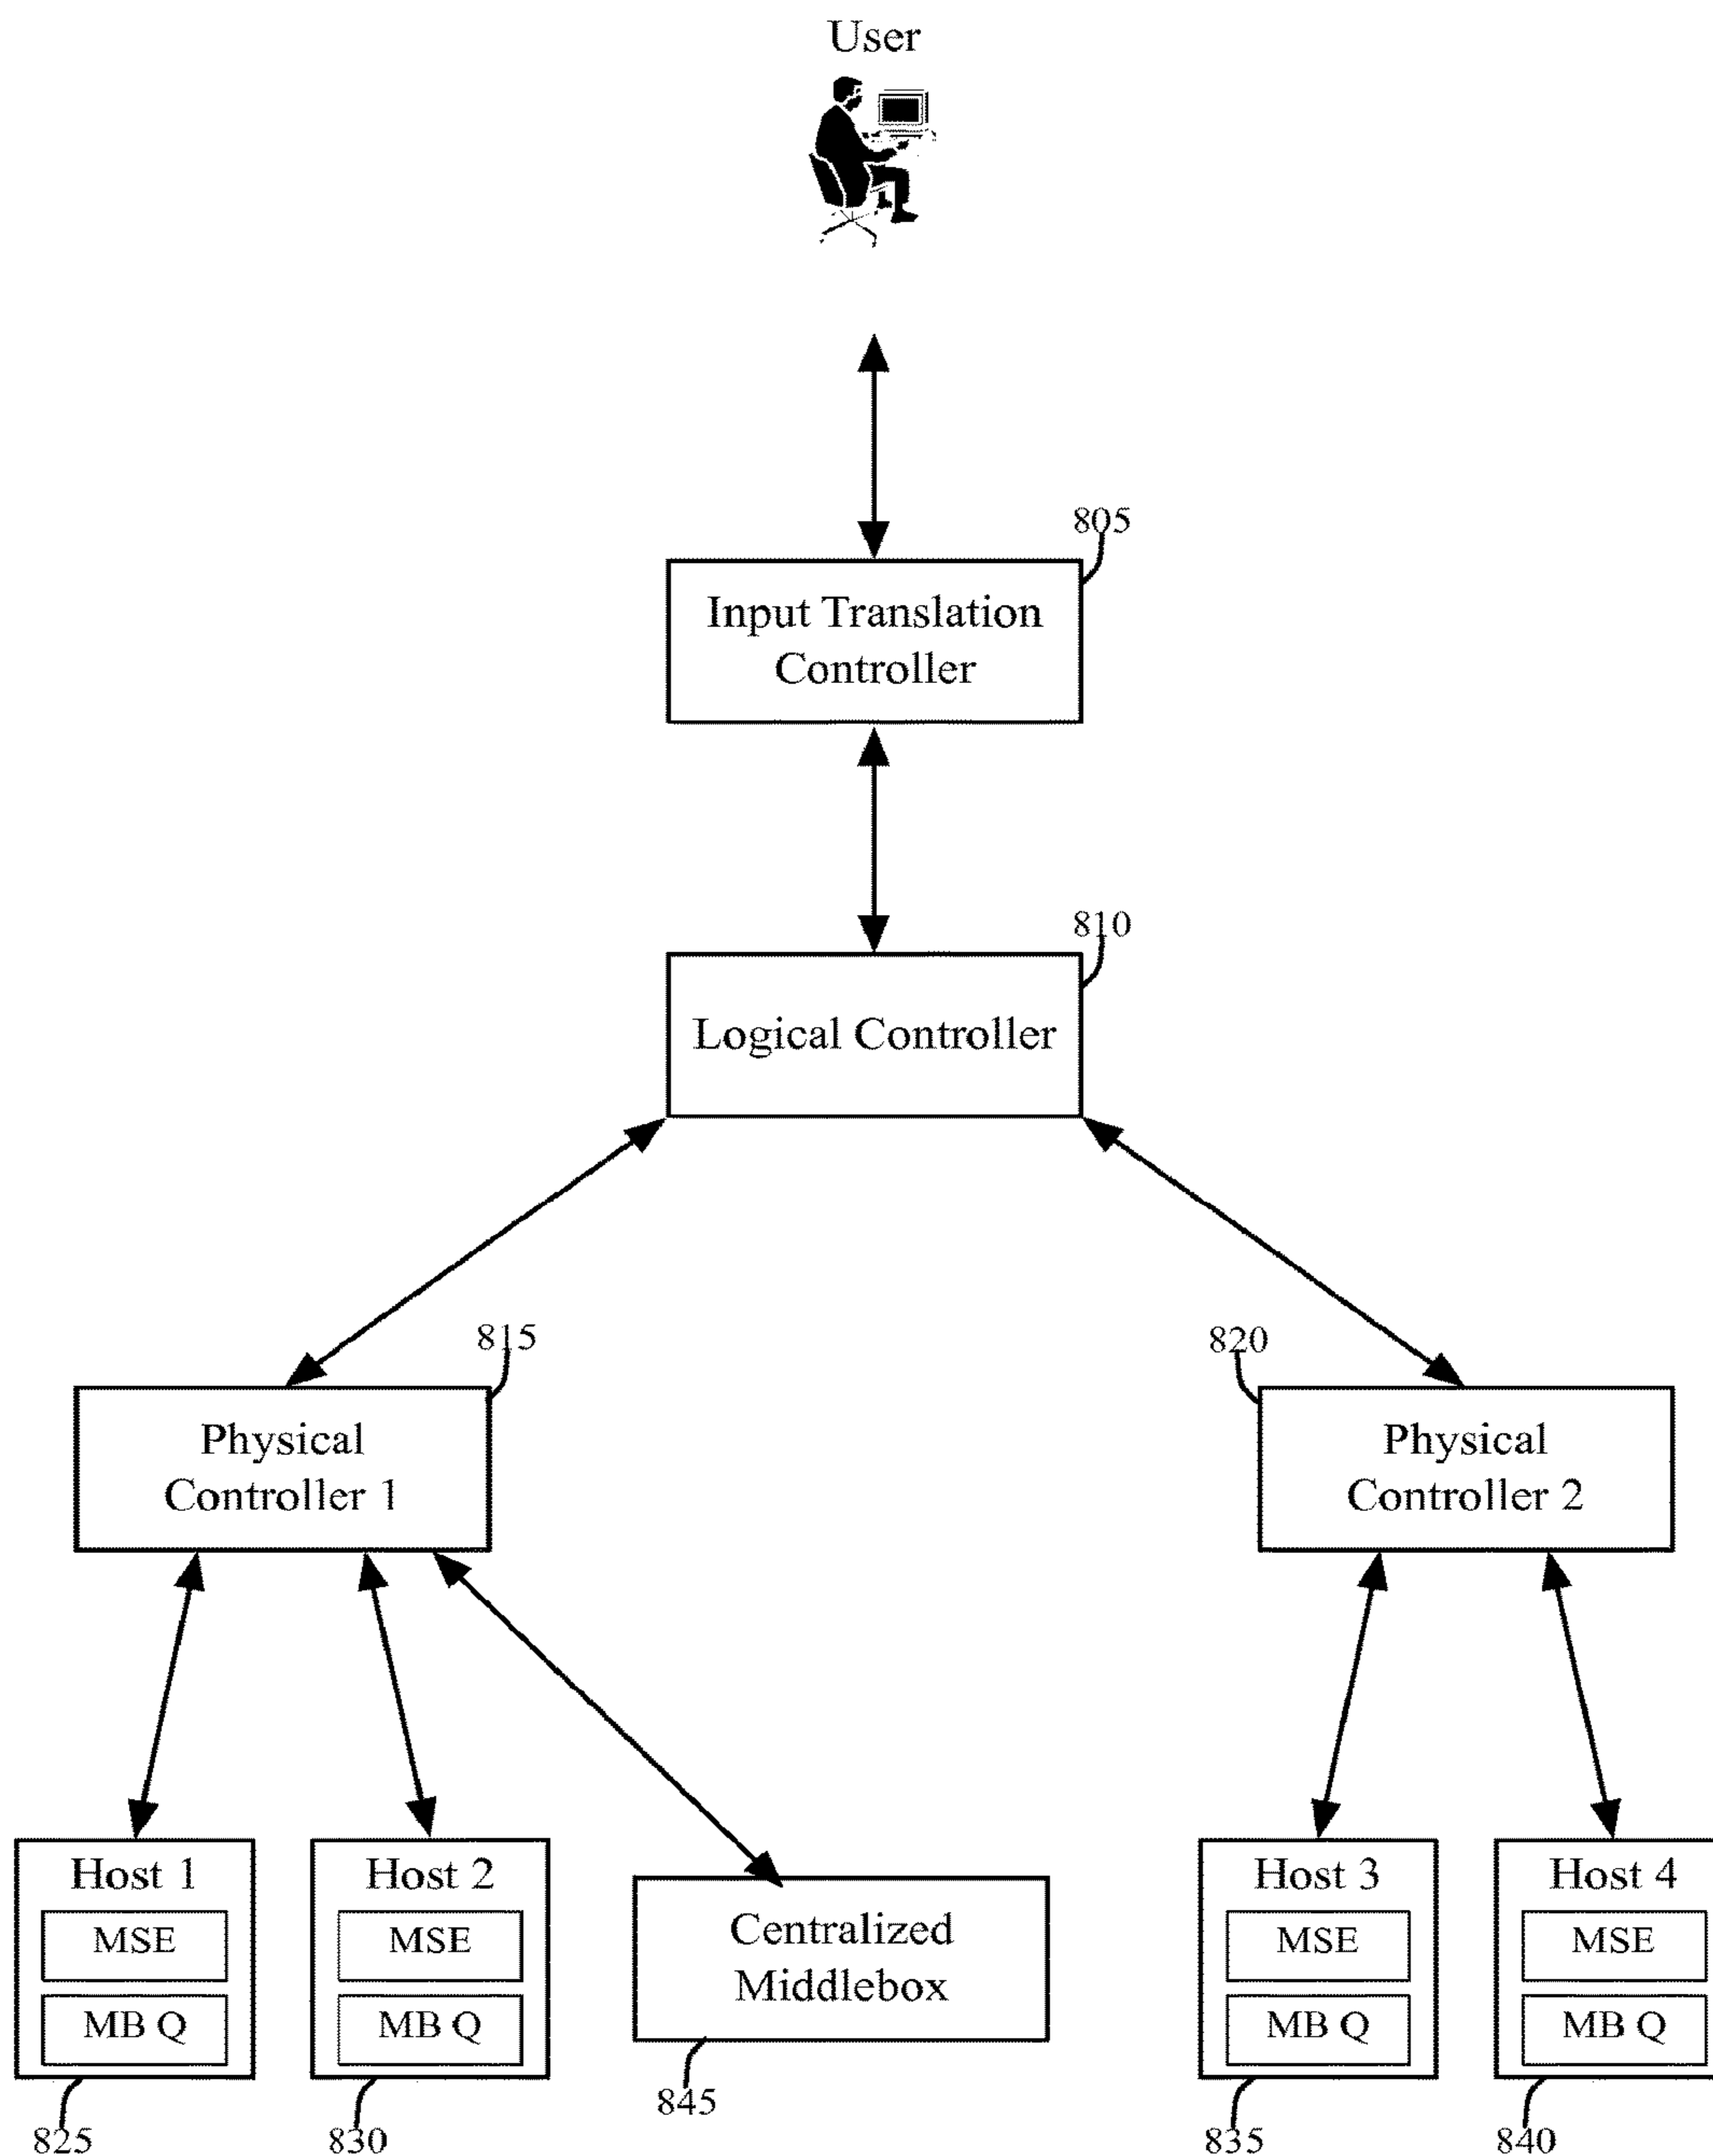 User
805
Input Translation
Controller
810
Logical Controller
815
820
Physical
Controller 1
Physical
Controller 2
Host 1
MSE
MB Q
Host 2
MSE
MB Q
Centralized
Middlebox
Host 3
MSE
MB Q
Host 4
MSE
MB Q
825
830
845
835
840